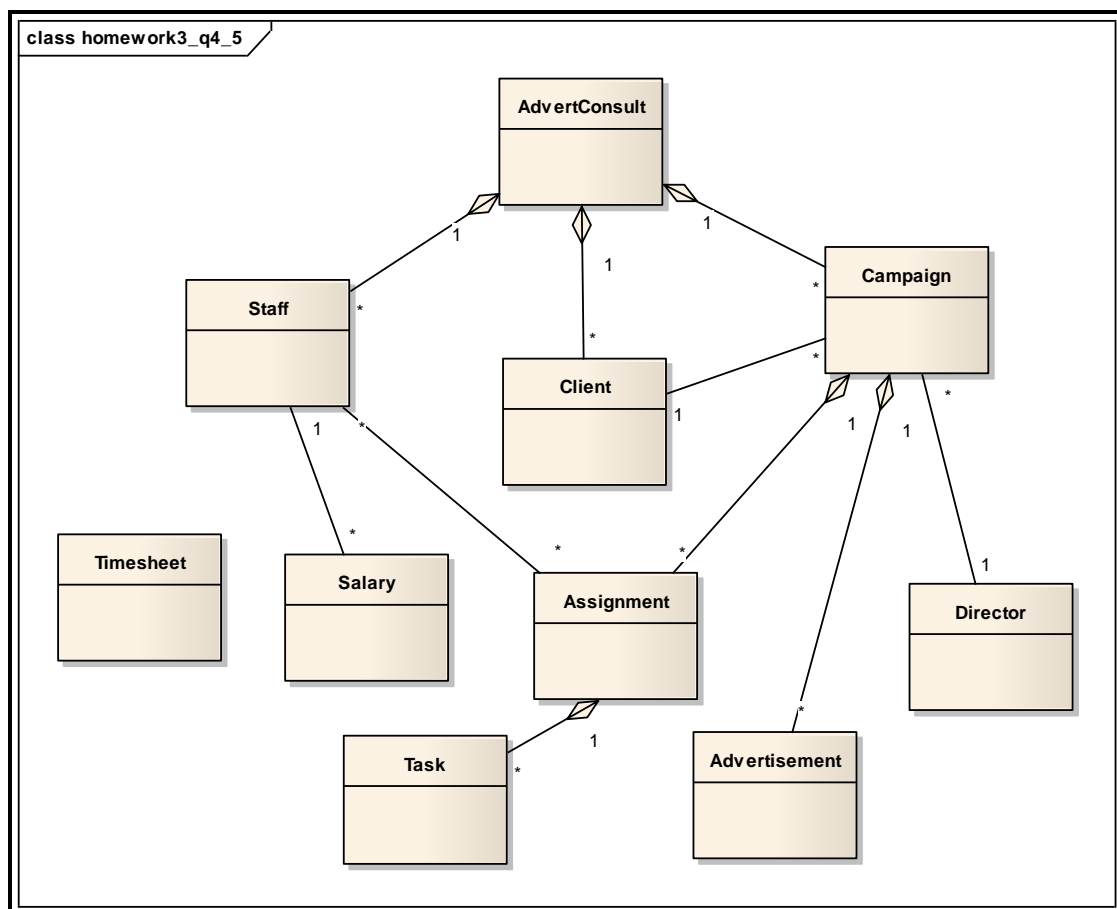 class homework3_q4_5
AdvertConsult
1
1
1
Campaign
Staff
*
*
*
Client
*
1
1
*
1
1
*
*
*
*
1
Timesheet
Salary
Assignment
Director
*
1
Task
*
Advertisement